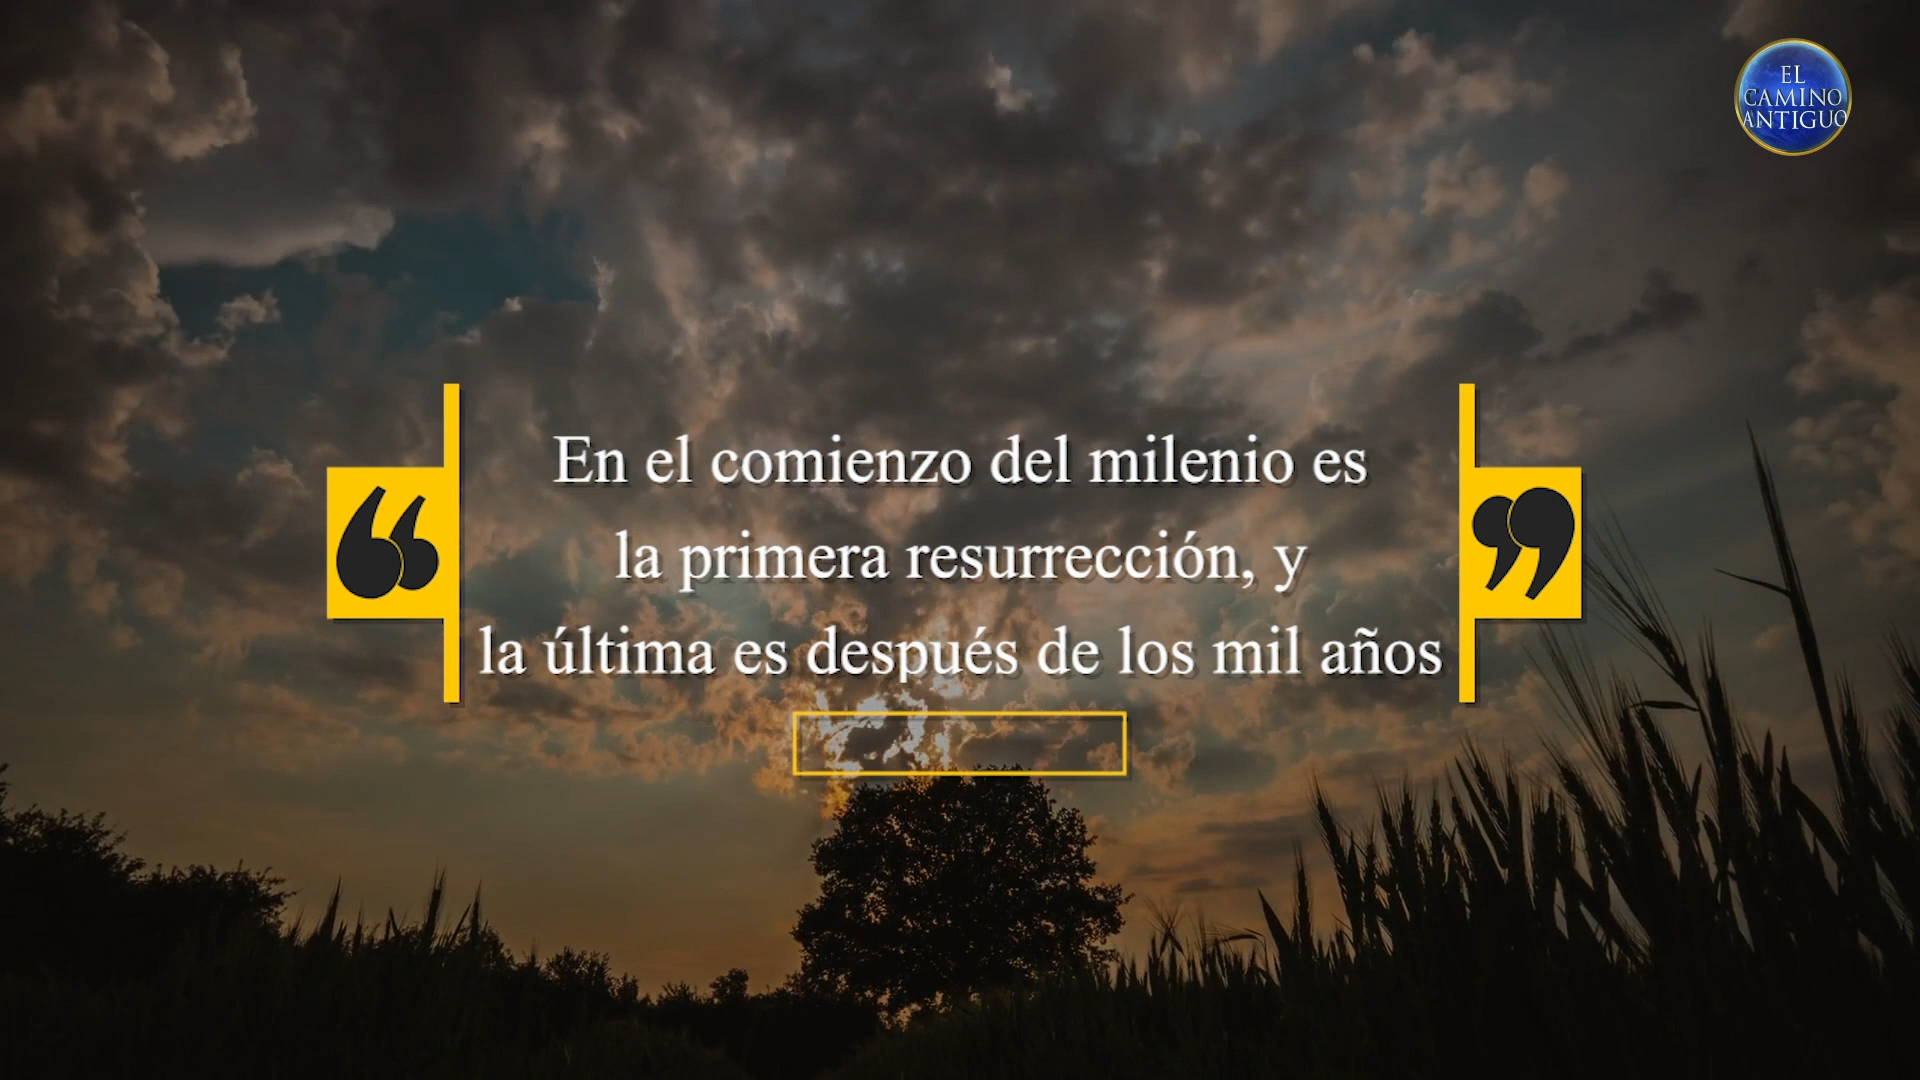 EL
CAMINO
ANTIGUO
En el comienzo del milenio es
la primera resurrección, y
la última es después de los mil años